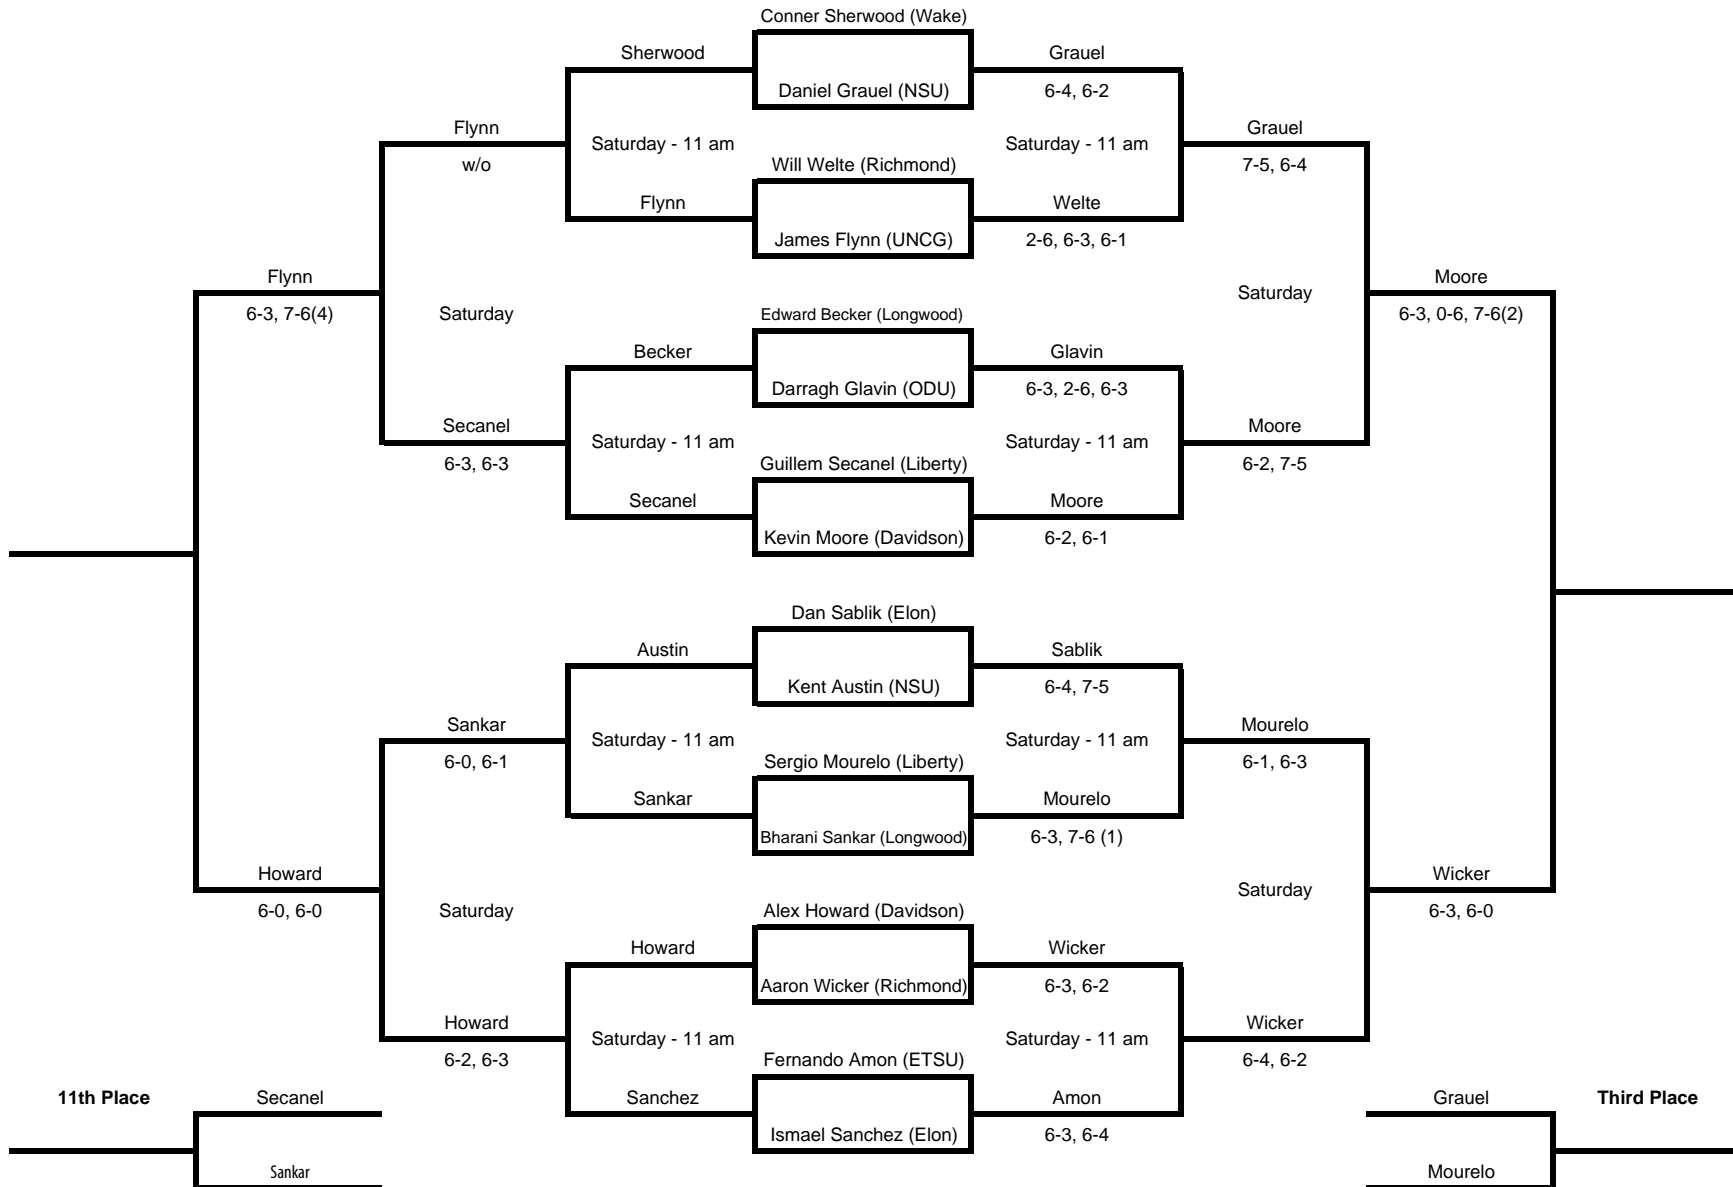 Conner Sherwood (Wake)
Sherwood
Grauel
Daniel Grauel (NSU)
6-4, 6-2
Flynn
Saturday - 11 am
Saturday - 11 am
Grauel
w/o
Will Welte (Richmond)
7-5, 6-4
Flynn
Welte
James Flynn (UNCG)
2-6, 6-3, 6-1
Flynn
Saturday
Moore
6-3, 7-6(4)
Saturday
Edward Becker (Longwood)
6-3, 0-6, 7-6(2)
Becker
Glavin
Darragh Glavin (ODU)
6-3, 2-6, 6-3
Secanel
Saturday - 11 am
Saturday - 11 am
Moore
6-3, 6-3
Guillem Secanel (Liberty)
6-2, 7-5
Secanel
Moore
Kevin Moore (Davidson)
6-2, 6-1
Dan Sablik (Elon)
Austin
Sablik
Kent Austin (NSU)
6-4, 7-5
Sankar
Saturday - 11 am
Saturday - 11 am
Mourelo
6-0, 6-1
Sergio Mourelo (Liberty)
6-1, 6-3
Sankar
Mourelo
Bharani Sankar (Longwood)
6-3, 7-6 (1)
Howard
Saturday
Wicker
6-0, 6-0
Saturday
Alex Howard (Davidson)
6-3, 6-0
Howard
Wicker
Aaron Wicker (Richmond)
6-3, 6-2
Howard
Saturday - 11 am
Saturday - 11 am
Wicker
6-2, 6-3
Fernando Amon (ETSU)
6-4, 6-2
11th Place
Secanel
Sanchez
Amon
Grauel
Third Place
Ismael Sanchez (Elon)
6-3, 6-4
Sankar
Mourelo